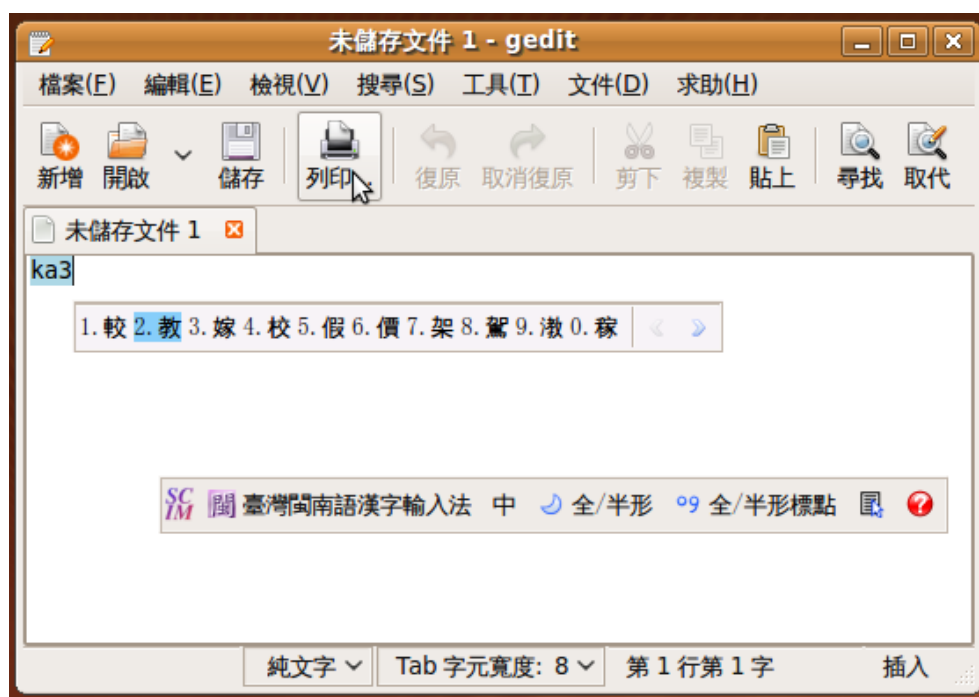 未儲存文件 1 - gedit
檔案(F) 編輯(E) 檢視(V) 搜尋(S) 工具(T) 文件(D) 求助(H)
新增 開啟 儲存 列印 復原 取消復原 剪下 複製 貼上 尋找 取代
未儲存文件 1
ka3
1. 較 2. 教 3. 嫁 4. 校 5. 假 6. 價 7. 架 8. 駕 9. 漖 0. 稼
SCIM 閩 臺灣閩南語漢字輸入法 中 全/半形 °9 全/半形標點
純文字 Tab 字元寬度: 8 第 1 行第 1 字 插入